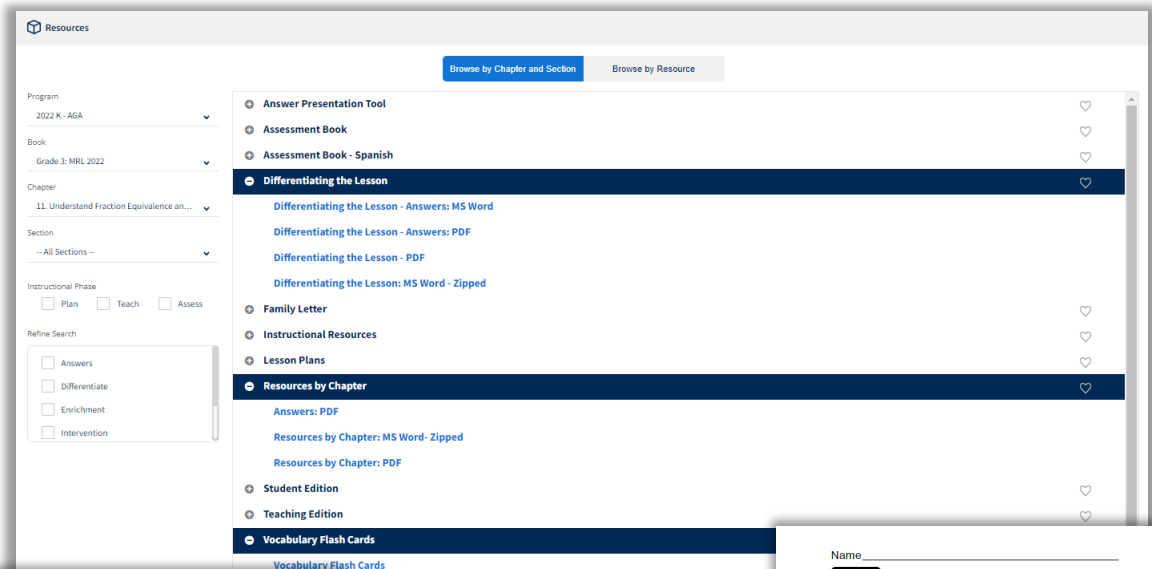 Resources
Browse by Chapter and Section
Browse by Resource
Program
2022 K - AGA
Book
Grade 3: MRL 2022
Chapter
11. Understand Fraction Equivalence an...
Section
-- All Sections --
Instructional Phase
Plan
Teach
Assess
Refine Search
Answers
Differentiate
Enrichment
Intervention
Answer Presentation Tool
Assessment Book
Assessment Book - Spanish
Differentiating the Lesson
Differentiating the Lesson - Answers: MS Word
Differentiating the Lesson - Answers: PDF
Differentiating the Lesson - PDF
Differentiating the Lesson: MS Word - Zipped
Family Letter
Instructional Resources
Lesson Plans
Resources by Chapter
Answers: PDF
Resources by Chapter: MS Word- Zipped
Resources by Chapter: PDF
Student Edition
Teaching Edition
Vocabulary Flash Cards
Vocabulary Flash Cards
Name